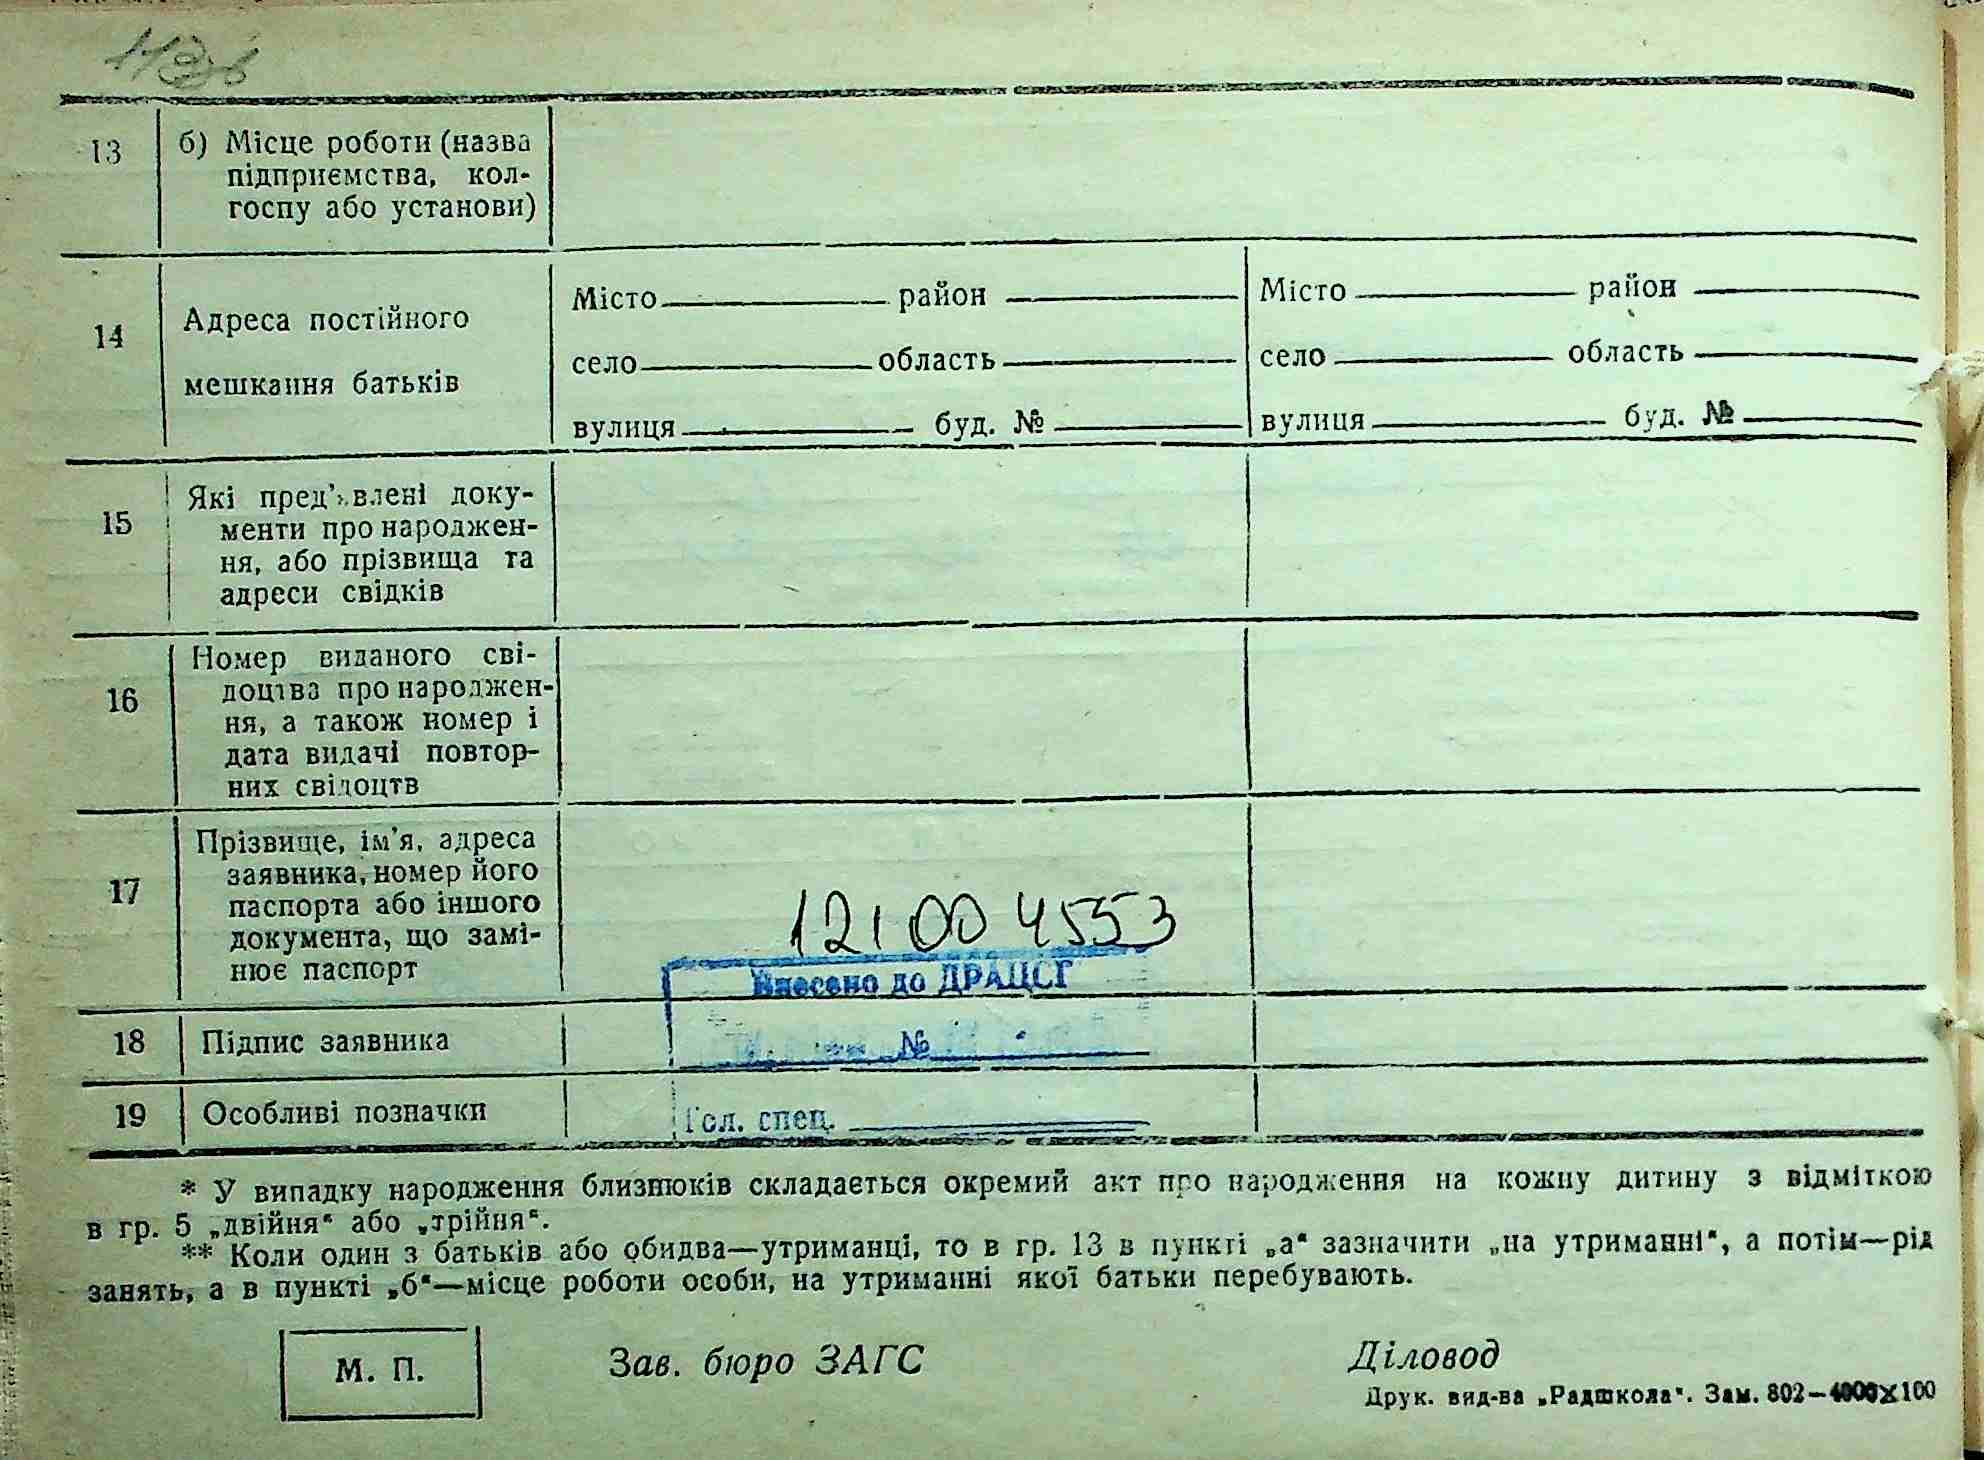 13
б) Місце роботи (назва
підприємства, кол-
госпу або установи)
14
Адреса постійного
мешкання батьків
Місто район
село область
вулиця буд. №
Місто район
село область
вулиця буд. №
15
Які пред'явлені доку-
менти про народжен-
ня, або прізвища та
адреси свідків
16
Номер виданого сві-
доцтва про народжен-
ня, а також номер і
дата видачі повтор-
них свідоцтв
17
Прізвище, ім'я, адреса
заявника, номер його
паспорта або іншого
документа, що замі-
нює паспорт
12100 4553
Внесено до ДРАЦСГ
№
Гол. спец.
18
Підпис заявника
19
Особливі позначки
* У випадку народження близнюків складається окремий акт про народження на кожну дитину з відміткою
в гр. 5 „двійня“ або „трійня“.
** Коли один з батьків або обидва—утриманці, то в гр. 13 в пункті „а“ зазначити „на утриманні“, а потім—рід
занять, а в пункті „б“—місце роботи особи, на утриманні якої батьки перебувають.
М. П.
Зав. бюро ЗАГС
Діловод
Друк. вид-ва „Радшкола“. Зам. 802—4000X100